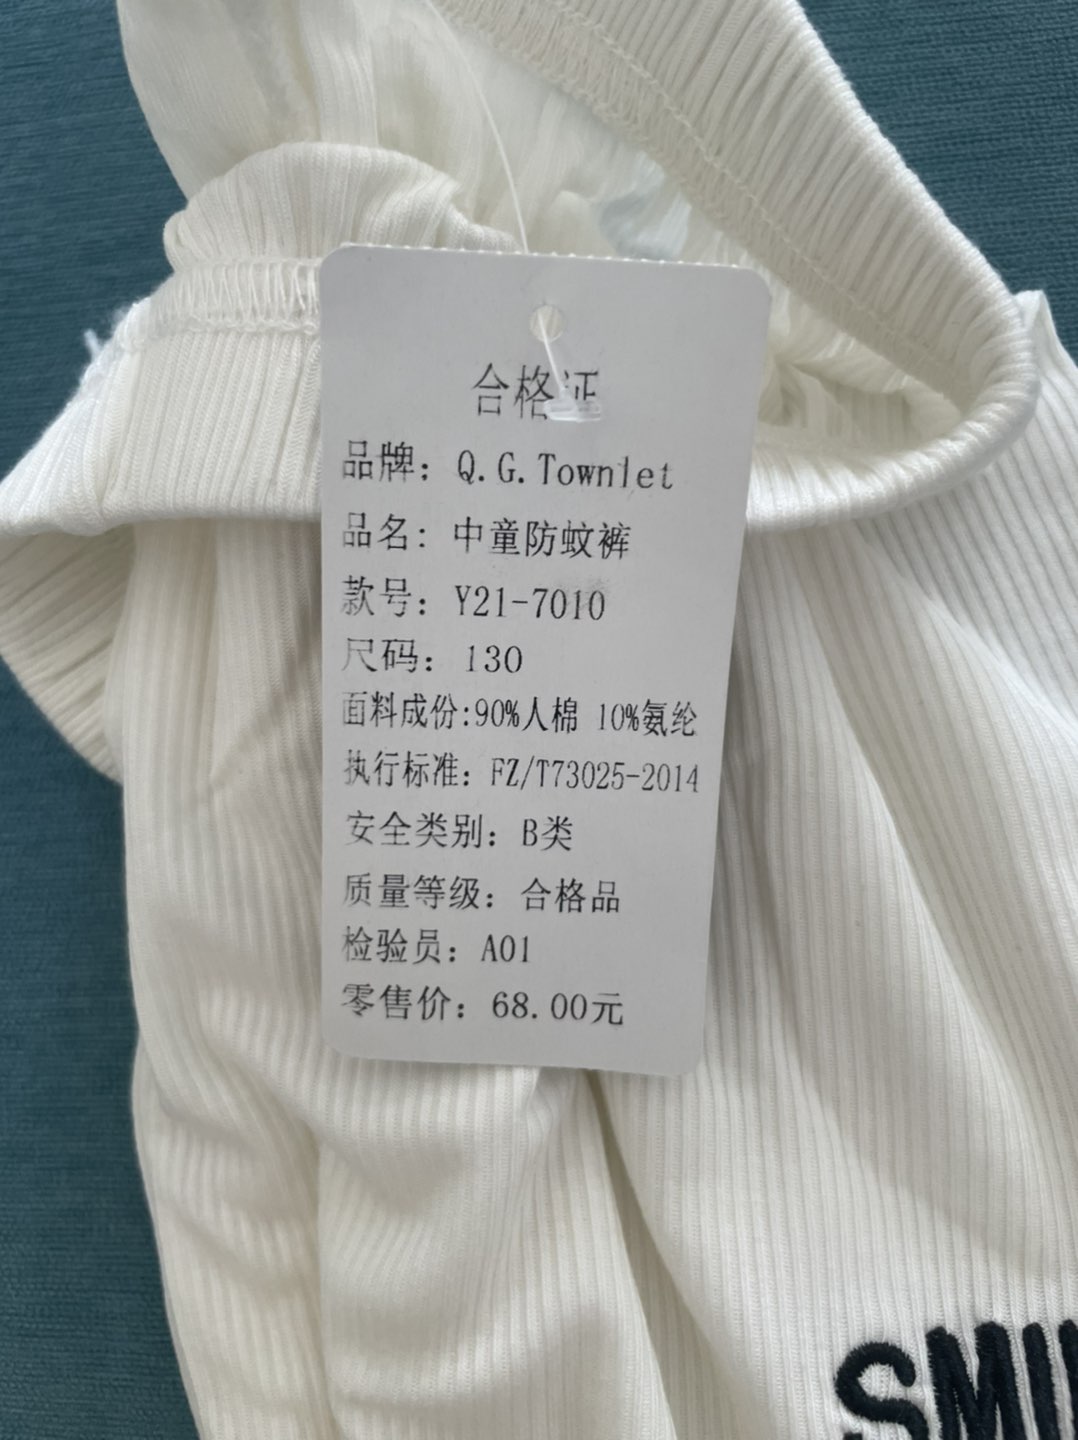 合格证
品牌：Q.G.Townlet
品名：中童防蚊裤
款号：Y21-7010
尺码：130
面料成份:90%人棉 10%氨纶
执行标准：FZ/T73025-2014
安全类别：B类
质量等级：合格品
检验员：A01
零售价：68.00元
SMI